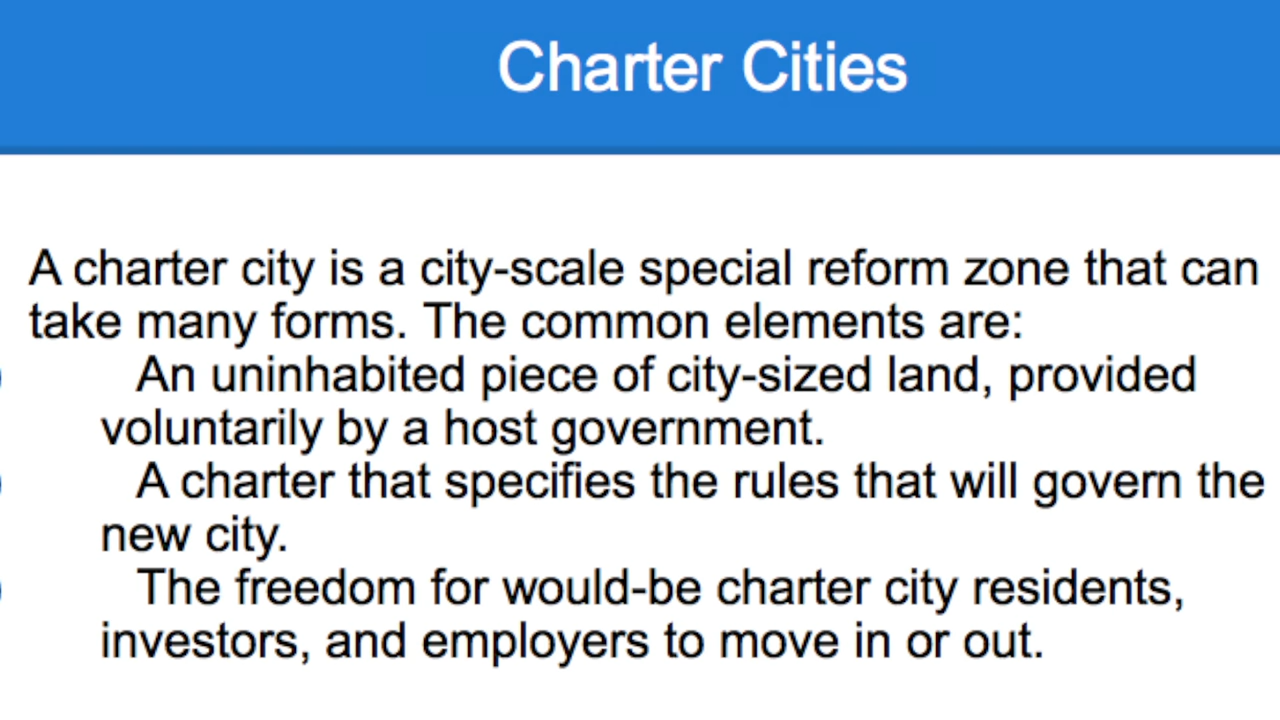 Charter Cities
A charter city is a city-scale special reform zone that can
take many forms. The common elements are:
An uninhabited piece of city-sized land, provided
voluntarily by a host government.
A charter that specifies the rules that will govern the
new city.
The freedom for would-be charter city residents,
investors, and employers to move in or out.